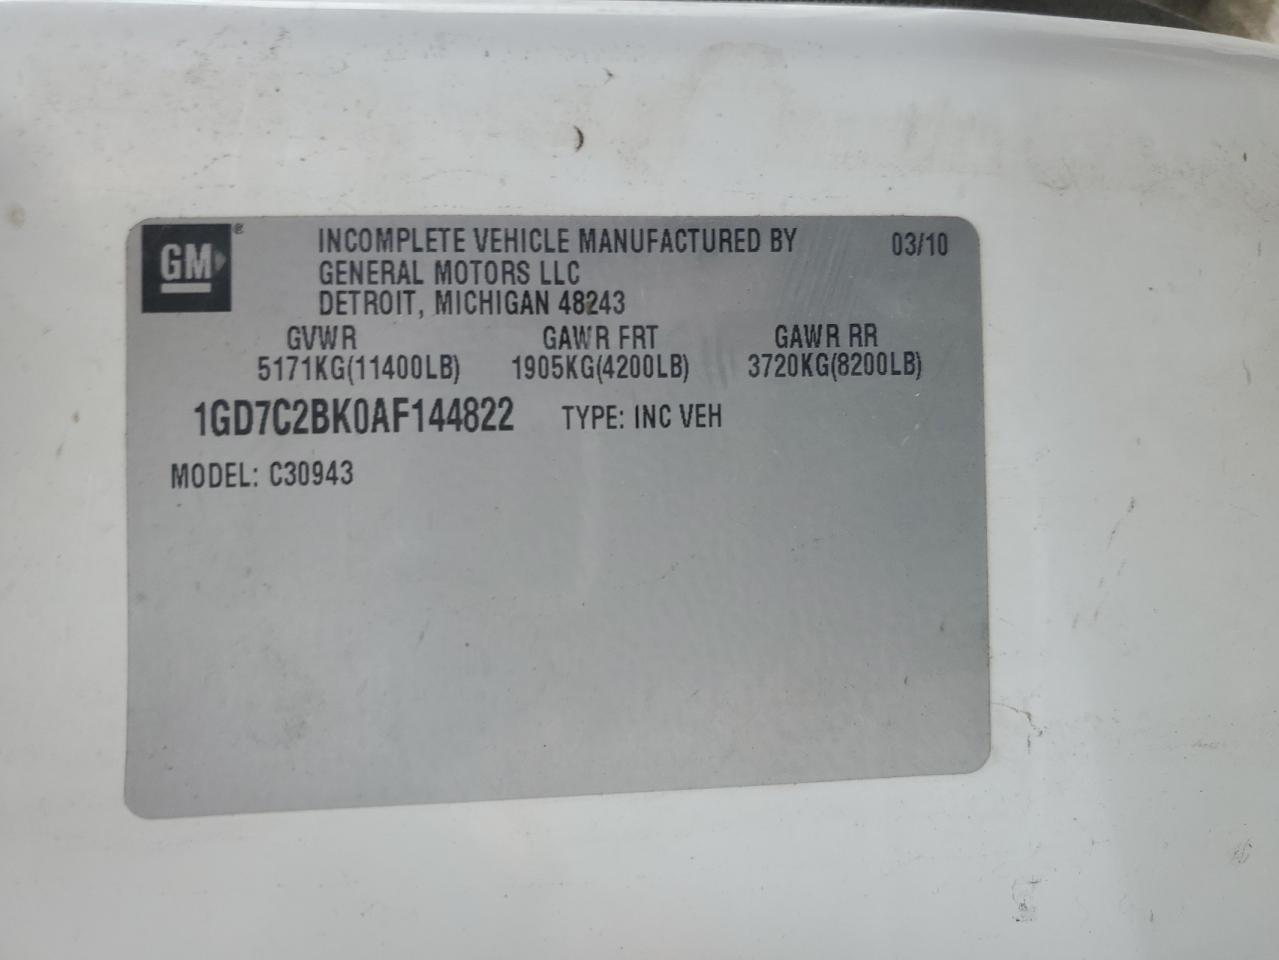 GM®
INCOMPLETE VEHICLE MANUFACTURED BY 03/10
GENERAL MOTORS LLC
DETROIT, MICHIGAN 48243
GVWR GAWR FRT GAWR RR
5171KG(11400LB) 1905KG(4200LB) 3720KG(8200LB)
1GD7C2BK0AF144822 TYPE: INC VEH
MODEL: C30943